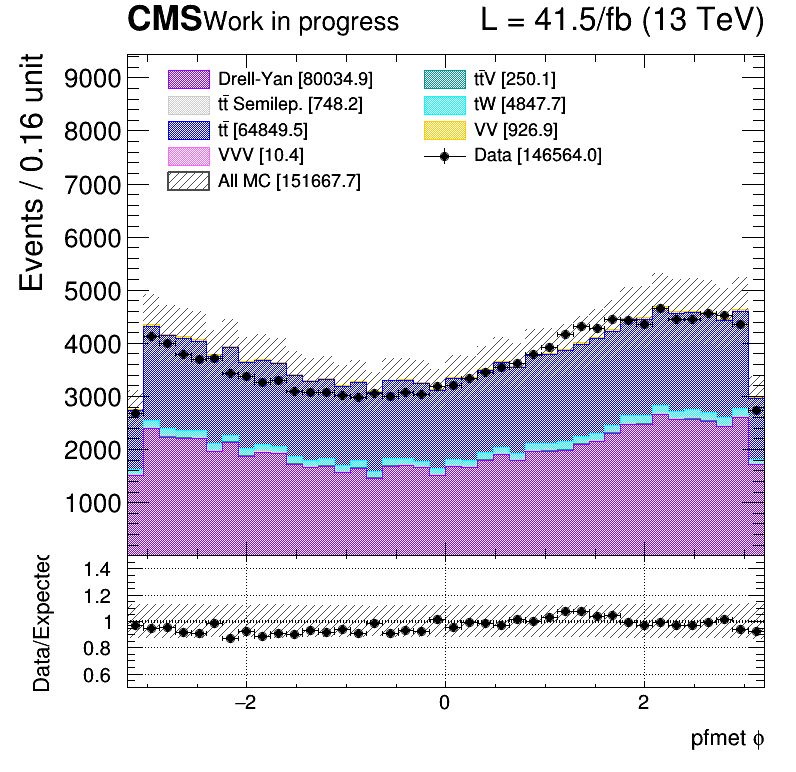 CMS Work in progress L = 41.5/fb (13 TeV)
Events / 0.16 unit
9000
8000
7000
6000
5000
4000
3000
2000
1000
Drell-Yan [80034.9]
tt̄ Semilep. [748.2]
tt̄ [64849.5]
VVV [10.4]
All MC [151667.7]
tt̄V [250.1]
tW [4847.7]
VV [926.9]
Data [146564.0]
Data/Expected
1.4
1.2
1
0.8
0.6
−2 0 2
pfmet ϕ